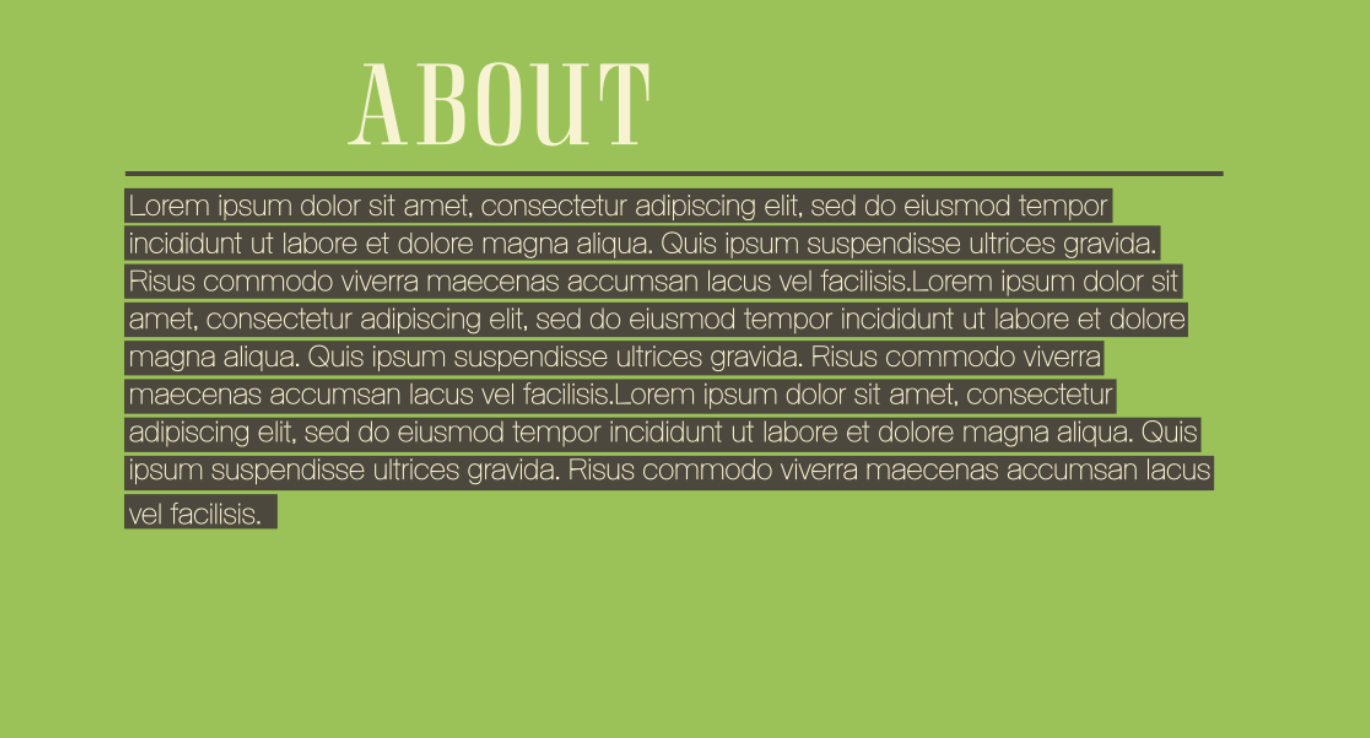 ABOUT
Lorem ipsum dolor sit amet, consectetur adipiscing elit, sed do eiusmod tempor
incididunt ut labore et dolore magna aliqua. Quis ipsum suspendisse ultrices gravida.
Risus commodo viverra maecenas accumsan lacus vel facilisis.Lorem ipsum dolor sit
amet, consectetur adipiscing elit, sed do eiusmod tempor incididunt ut labore et dolore
magna aliqua. Quis ipsum suspendisse ultrices gravida. Risus commodo viverra
maecenas accumsan lacus vel facilisis.Lorem ipsum dolor sit amet, consectetur
adipiscing elit, sed do eiusmod tempor incididunt ut labore et dolore magna aliqua. Quis
ipsum suspendisse ultrices gravida. Risus commodo viverra maecenas accumsan lacus
vel facilisis.